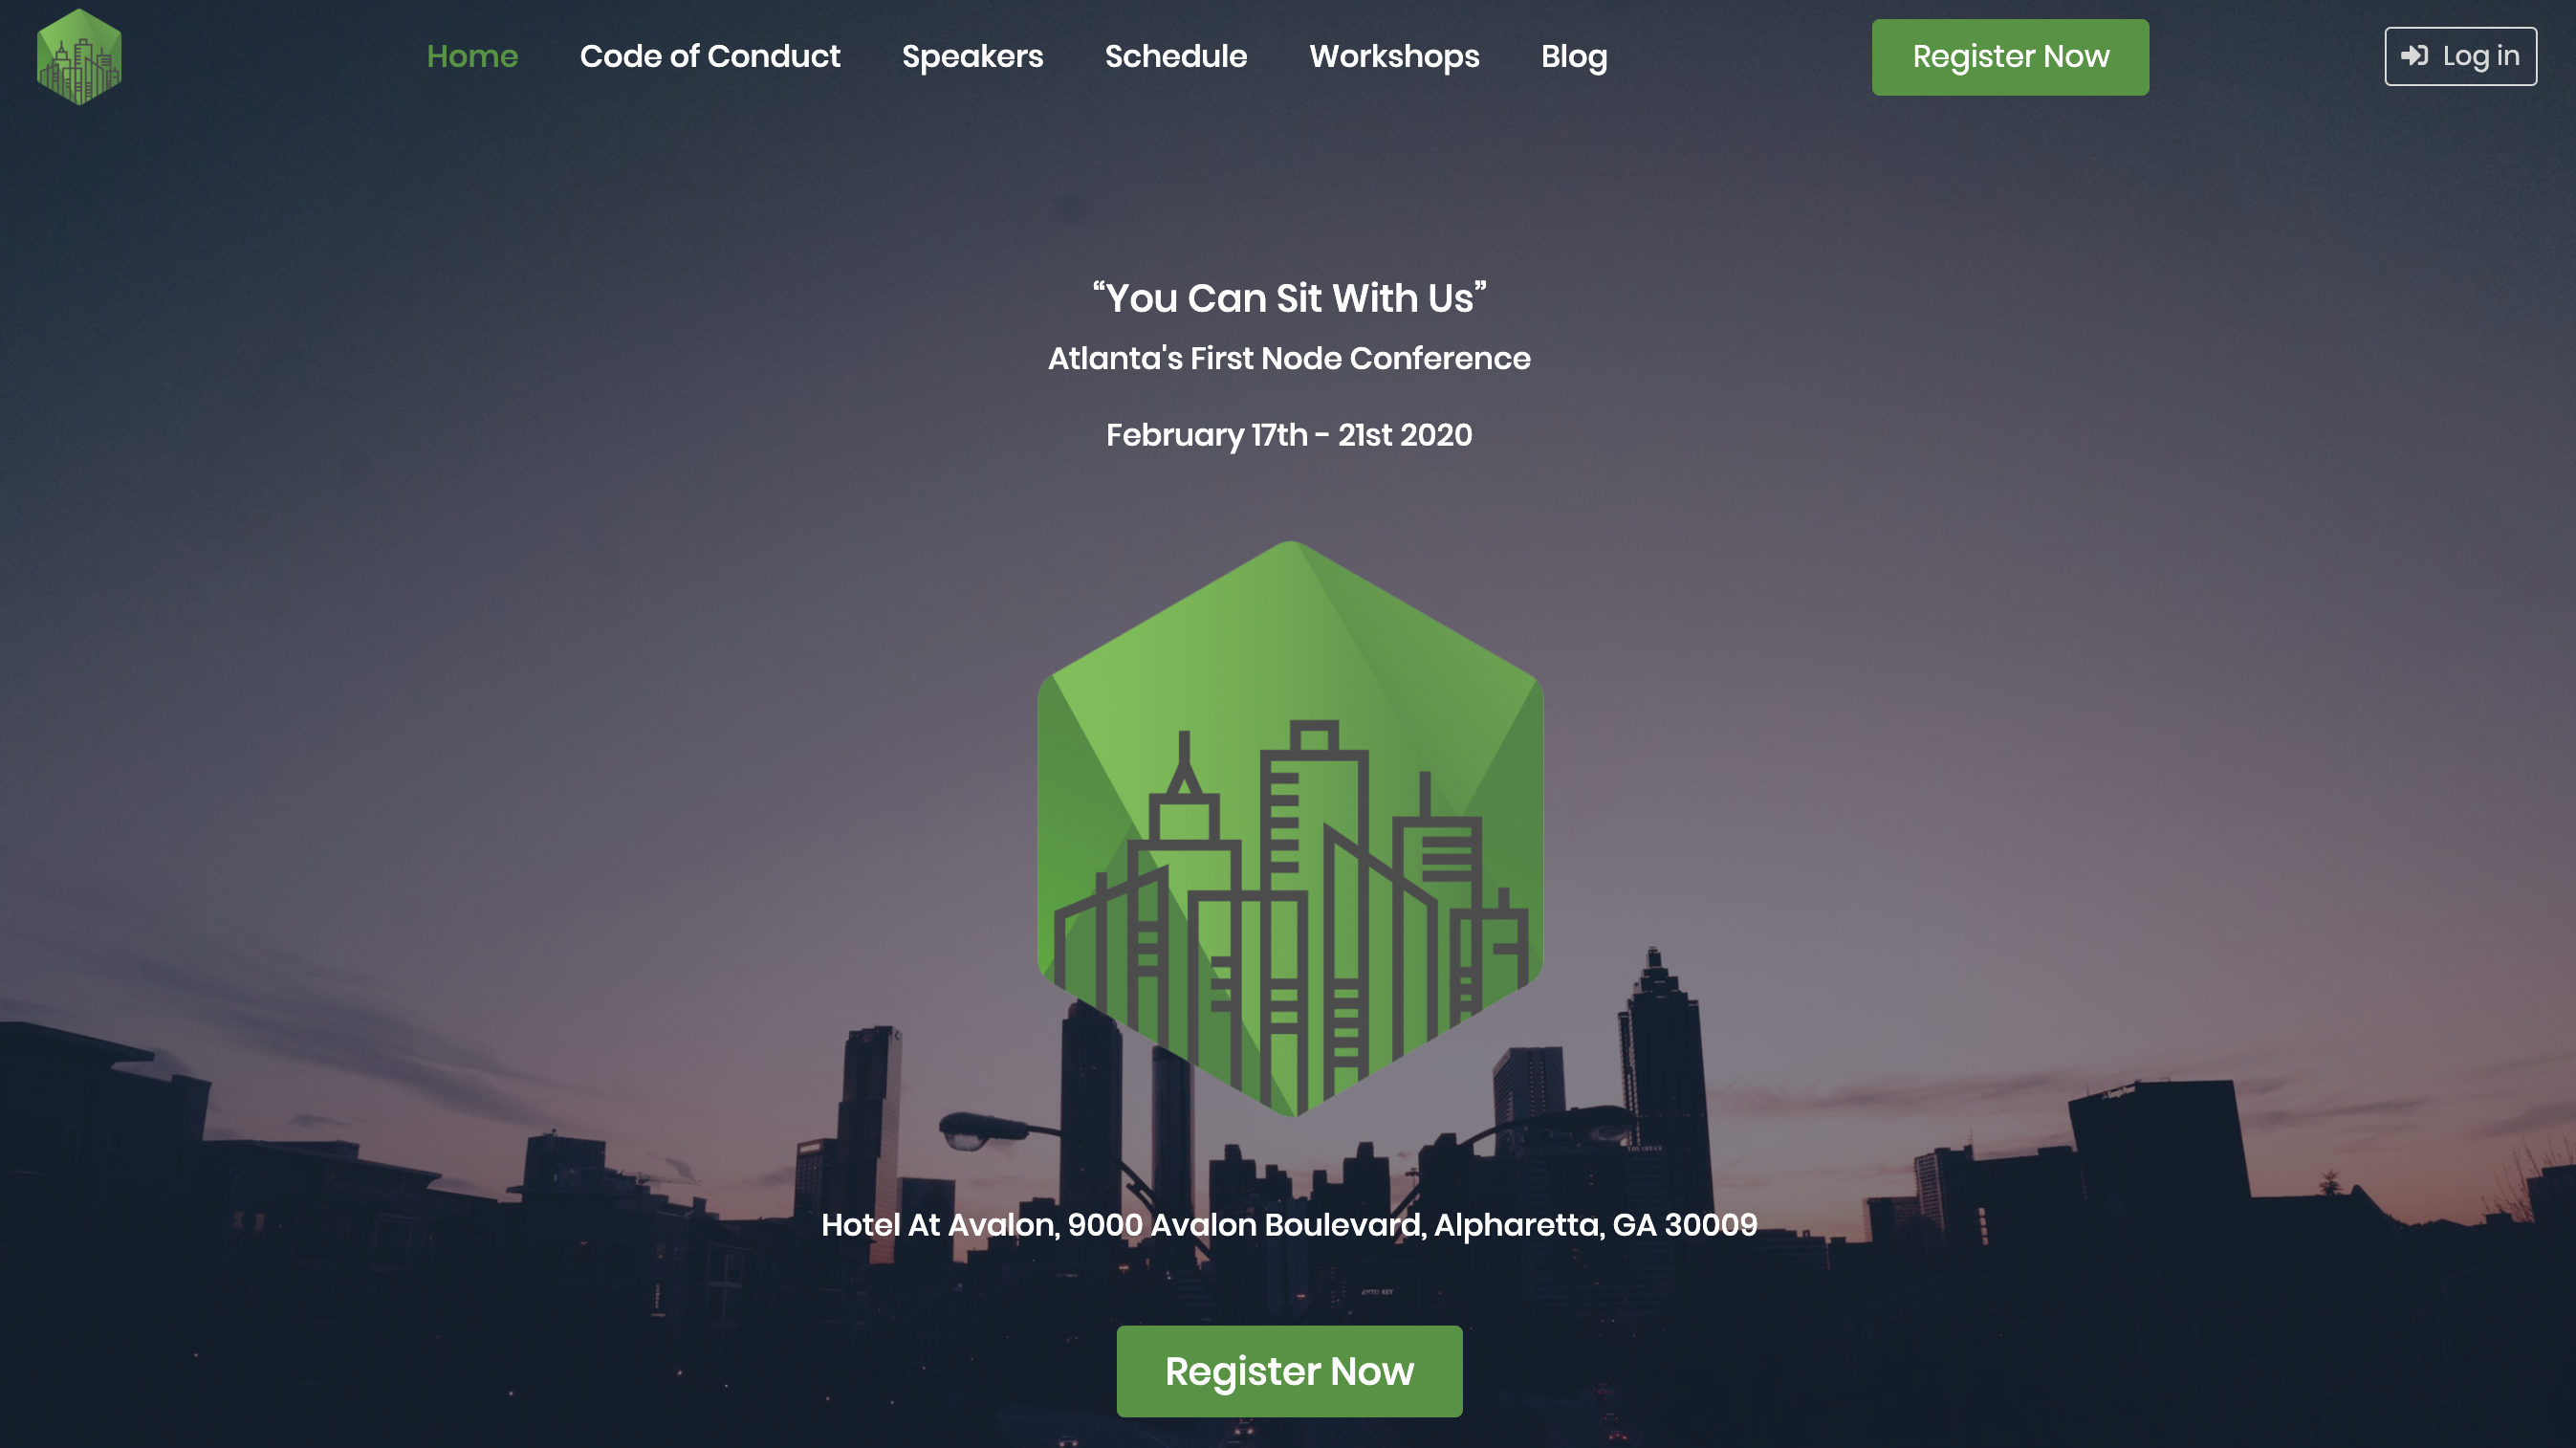 Home Code of Conduct Speakers Schedule Workshops Blog Register Now Log in
“You Can Sit With Us”
Atlanta's First Node Conference
February 17th - 21st 2020
Hotel At Avalon, 9000 Avalon Boulevard, Alpharetta, GA 30009
Register Now